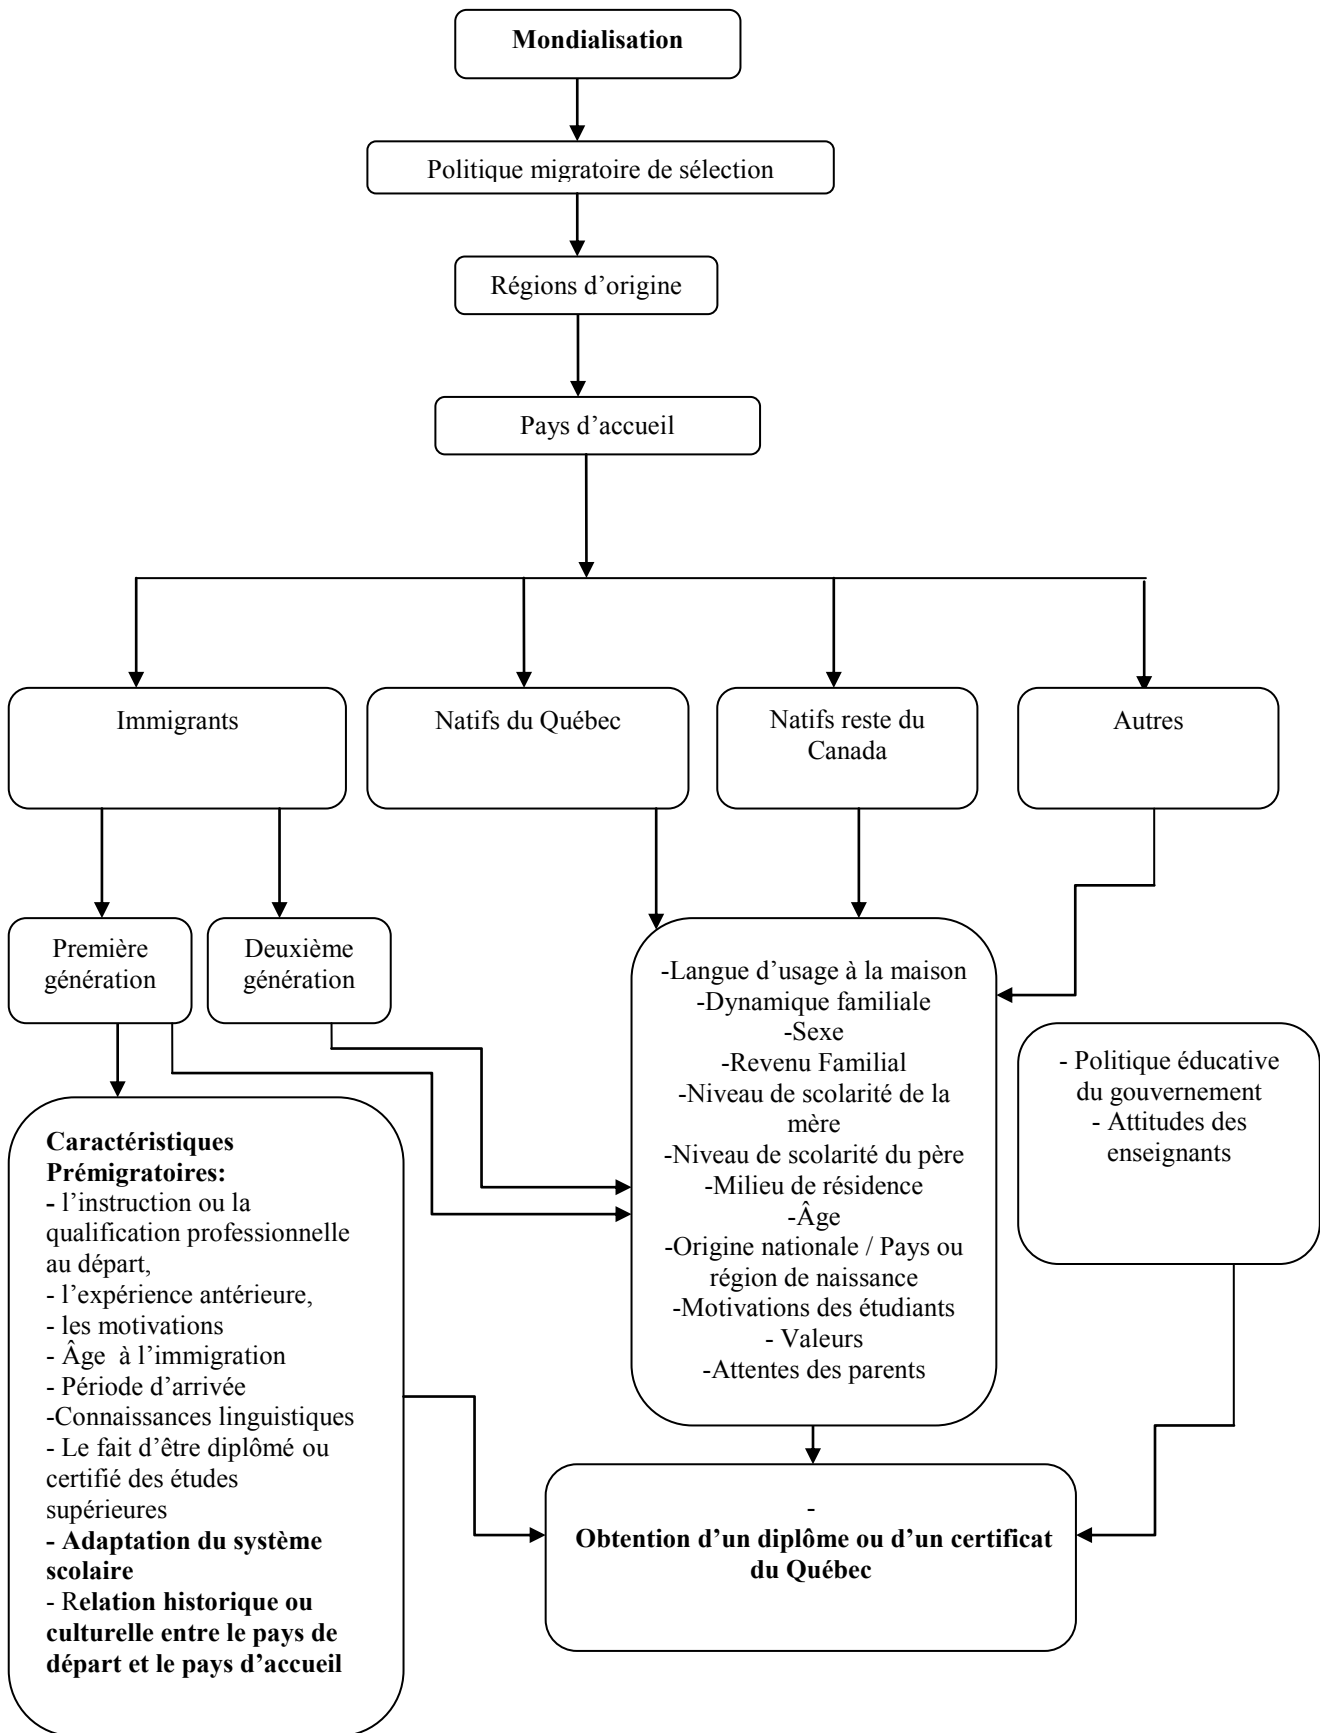 Mondialisation
Politique migratoire de sélection
Régions d’origine
Pays d’accueil
Immigrants
Natifs du Québec
Natifs reste du
Canada
Autres
Première
génération
Deuxième
génération
-Langue d’usage à la maison
-Dynamique familiale
-Sexe
-Revenu Familial
-Niveau de scolarité de la
mère
-Niveau de scolarité du père
-Milieu de résidence
-Âge
-Origine nationale / Pays ou
région de naissance
-Motivations des étudiants
- Valeurs
-Attentes des parents
- Politique éducative
du gouvernement
- Attitudes des
enseignants
Caractéristiques
Prémigratoires:
- l’instruction ou la
qualification professionnelle
au départ,
- l’expérience antérieure,
- les motivations
- Âge à l’immigration
- Période d’arrivée
-Connaissances linguistiques
- Le fait d’être diplômé ou
certifié des études
supérieures
- Adaptation du système
scolaire
- Relation historique ou
culturelle entre le pays de
départ et le pays d’accueil
-
Obtention d’un diplôme ou d’un certificat
du Québec